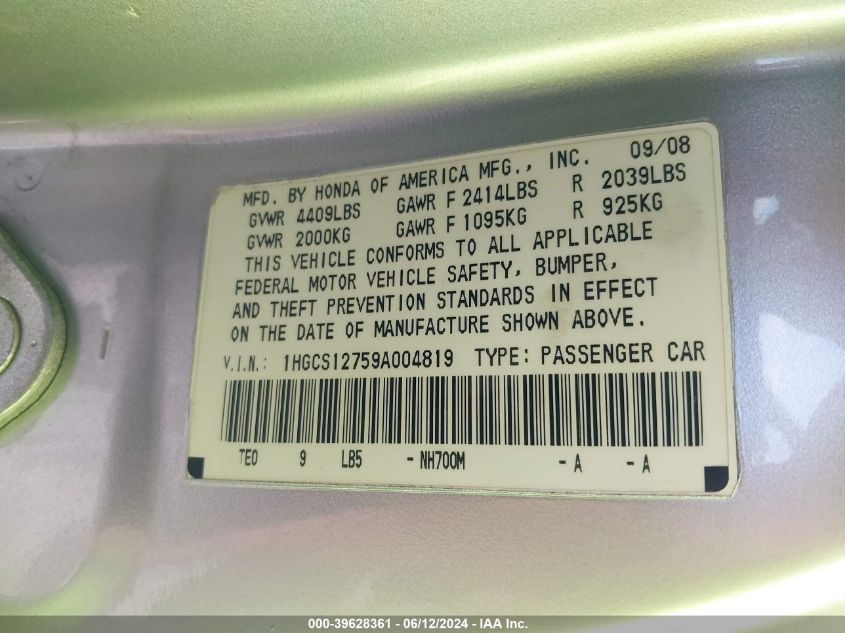 MFD. BY HONDA OF AMERICA MFG., INC. 09/08
GVWR 4409LBS GAWR F 2414LBS R 2039LBS
GVWR 2000KG GAWR F 1095KG R 925KG
THIS VEHICLE CONFORMS TO ALL APPLICABLE
FEDERAL MOTOR VEHICLE SAFETY, BUMPER,
AND THEFT PREVENTION STANDARDS IN EFFECT
ON THE DATE OF MANUFACTURE SHOWN ABOVE.
V.I.N.: 1HGCS12759A004819 TYPE: PASSENGER CAR
TE0 9 LB5 - NH700M - A - A
000-39628361 - 06/12/2024 - IAA Inc.